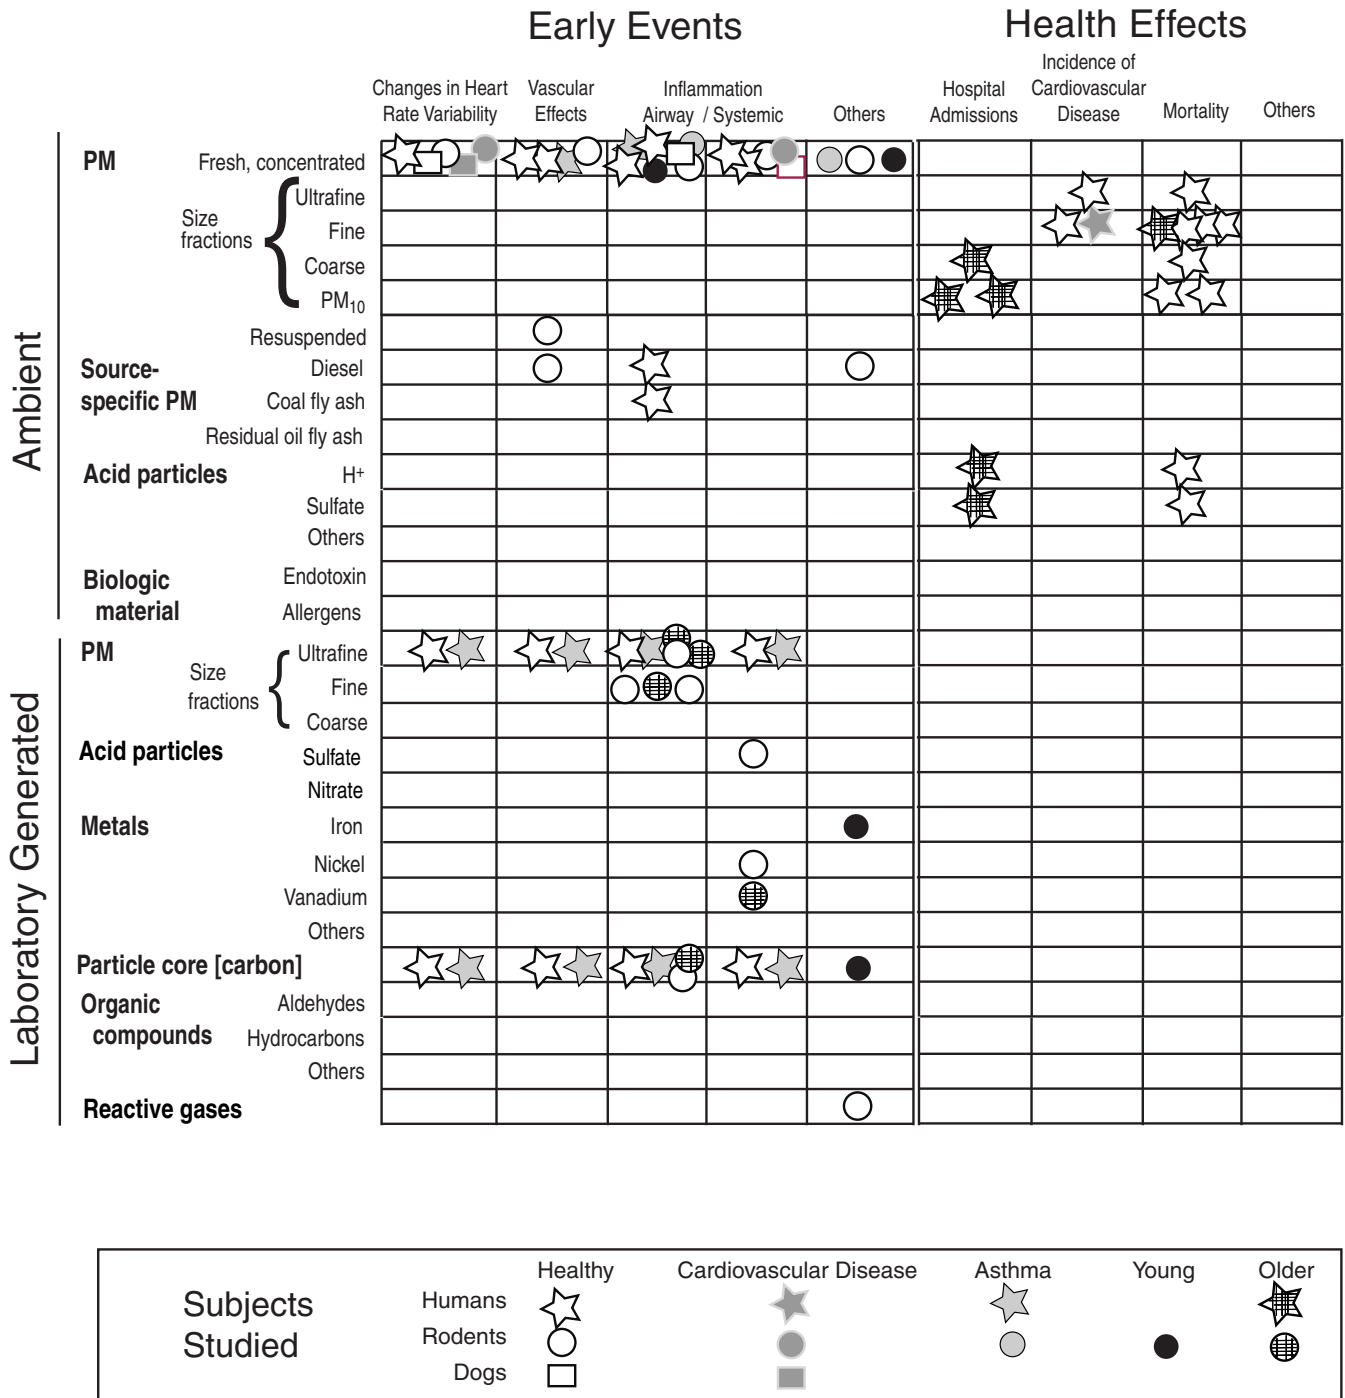 Early Events
Health Effects
Changes in Heart
Rate Variability
Vascular
Effects
Inflammation
Airway / Systemic
Others
Hospital
Admissions
Incidence of
Cardiovascular
Disease
Mortality
Others
Ambient
PM
Fresh, concentrated
Size
fractions
Ultrafine
Fine
Coarse
PM10
Resuspended
Source-
specific PM
Diesel
Coal fly ash
Residual oil fly ash
Acid particles
H+
Sulfate
Others
Biologic
material
Endotoxin
Allergens
Laboratory Generated
PM
Size
fractions
Ultrafine
Fine
Coarse
Acid particles
Sulfate
Nitrate
Metals
Iron
Nickel
Vanadium
Others
Particle core [carbon]
Organic
compounds
Aldehydes
Hydrocarbons
Others
Reactive gases
Subjects
Studied
Healthy
Cardiovascular Disease
Asthma
Young
Older
Humans
Rodents
Dogs